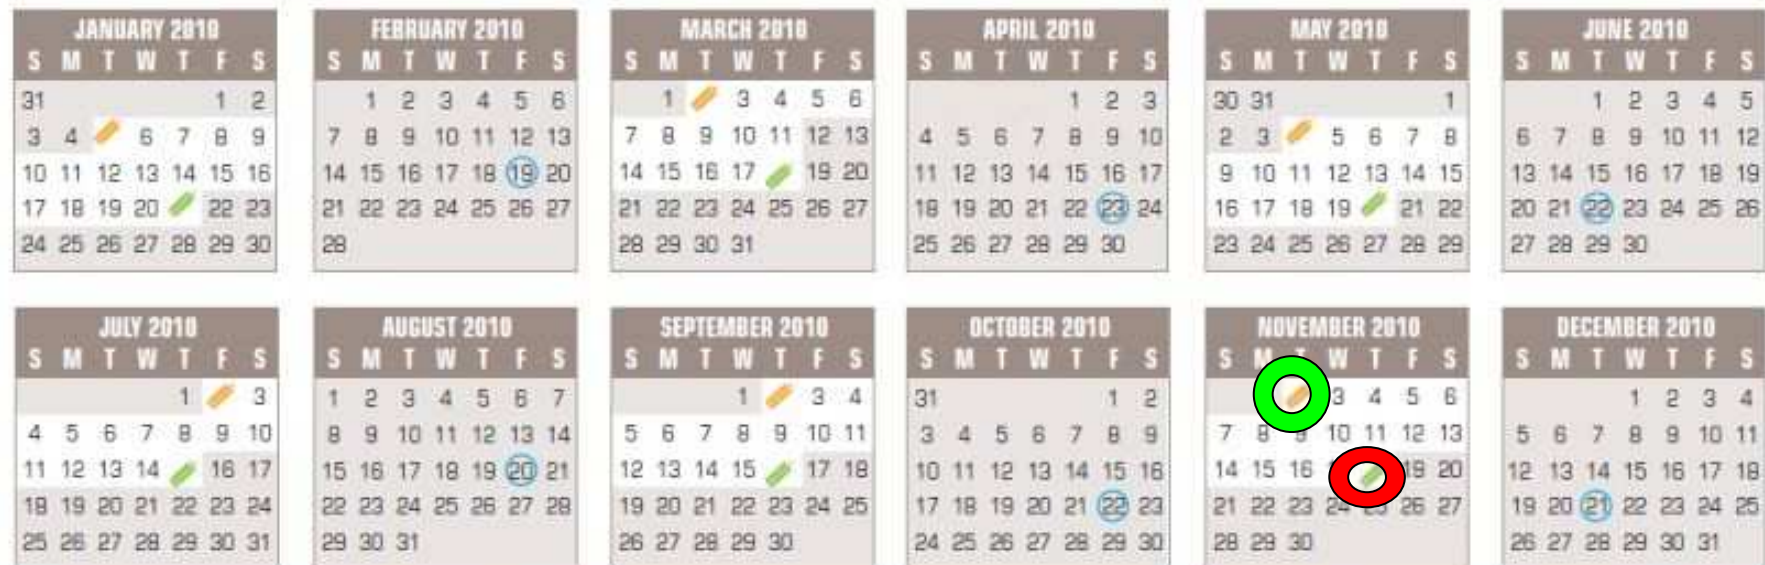 JANUARY 2010
S M T W T F S
31 1 2
3 4 6 7 8 9
10 11 12 13 14 15 16
17 18 19 20 22 23
24 25 26 27 28 29 30
FEBRUARY 2010
S M T W T F S
1 2 3 4 5 6
7 8 9 10 11 12 13
14 15 16 17 18 19 20
21 22 23 24 25 26 27
28
MARCH 2010
S M T W T F S
1 3 4 5 6
7 8 9 10 11 12 13
14 15 16 17 19 20
21 22 23 24 25 26 27
28 29 30 31
APRIL 2010
S M T W T F S
1 2 3
4 5 6 7 8 9 10
11 12 13 14 15 16 17
18 19 20 21 22 23 24
25 26 27 28 29 30
MAY 2010
S M T W T F S
30 31 1
2 3 5 6 7 8
9 10 11 12 13 14 15
16 17 18 19 21 22
23 24 25 26 27 28 29
JUNE 2010
S M T W T F S
1 2 3 4 5
6 7 8 9 10 11 12
13 14 15 16 17 18 19
20 21 22 23 24 25 26
27 28 29 30
JULY 2010
S M T W T F S
1 3
4 5 6 7 8 9 10
11 12 13 14 16 17
18 19 20 21 22 23 24
25 26 27 28 29 30 31
AUGUST 2010
S M T W T F S
1 2 3 4 5 6 7
8 9 10 11 12 13 14
15 16 17 18 19 20 21
22 23 24 25 26 27 28
29 30 31
SEPTEMBER 2010
S M T W T F S
1 3 4
5 6 7 8 9 10 11
12 13 14 15 17 18
19 20 21 22 23 24 25
26 27 28 29 30
OCTOBER 2010
S M T W T F S
31 1 2
3 4 5 6 7 8 9
10 11 12 13 14 15 16
17 18 19 20 21 22 23
24 25 26 27 28 29 30
NOVEMBER 2010
S M T W T F S
3 4 5 6
7 8 9 10 11 12 13
14 15 16 19 20
21 22 23 24 25 26 27
28 29 30
DECEMBER 2010
S M T W T F S
1 2 3 4
5 6 7 8 9 10 11
12 13 14 15 16 17 18
19 20 21 22 23 24 25
26 27 28 29 30 31